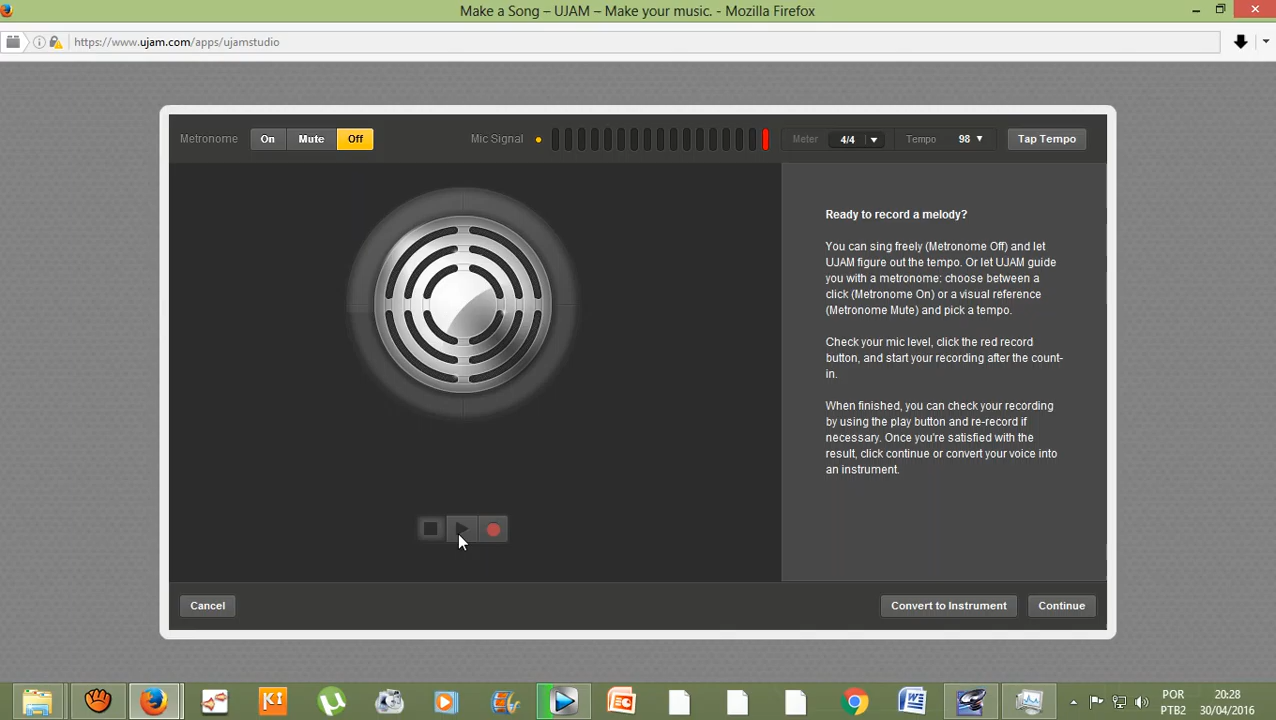 Make a Song – UJAM – Make your music. - Mozilla Firefox
https://www.ujam.com/apps/ujamstudio
Metronome On Mute Off Mic Signal Meter 4/4 Tempo 98 Tap Tempo
Ready to record a melody?
You can sing freely (Metronome Off) and let
UJAM figure out the tempo. Or let UJAM guide
you with a metronome: choose between a
click (Metronome On) or a visual reference
(Metronome Mute) and pick a tempo.
Check your mic level, click the red record
button, and start your recording after the count-
in.
When finished, you can check your recording
by using the play button and re-record if
necessary. Once you're satisfied with the
result, click continue or convert your voice into
an instrument.
Cancel Convert to Instrument Continue
Ki
POR 20:28
PTB2 30/04/2016